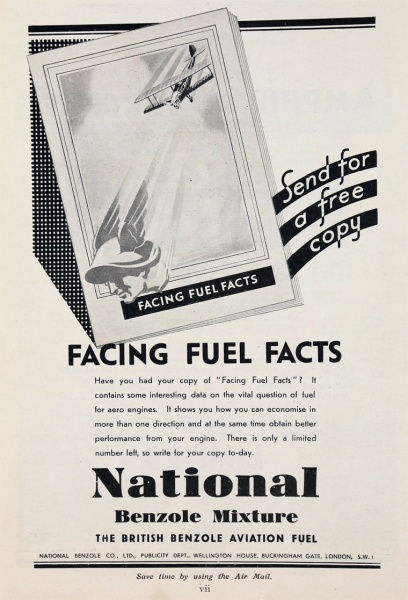 Send for
a free
copy
FACING FUEL FACTS
FACING FUEL FACTS
Have you had your copy of "Facing Fuel Facts"? It
contains some interesting data on the vital question of fuel
for aero engines. It shows you how you can economise in
more than one direction and at the same time obtain better
performance from your engine. There is only a limited
number left, so write for your copy to-day.
National
Benzole Mixture
THE BRITISH BENZOLE AVIATION FUEL
NATIONAL BENZOLE CO., LTD., PUBLICITY DEPT., WELLINGTON HOUSE, BUCKINGHAM GATE, LONDON, S.W.1
Save time by using the Air Mail.
vii